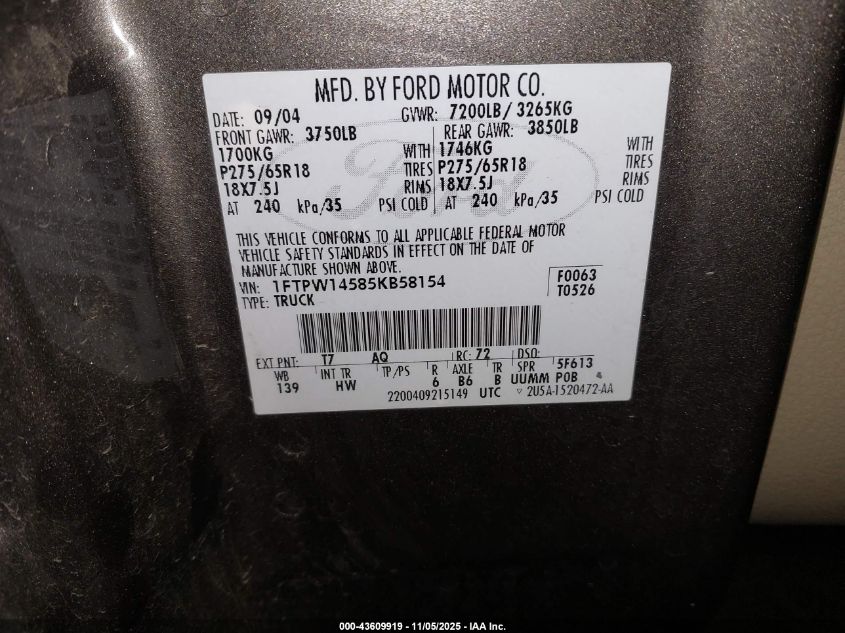 MFD. BY FORD MOTOR CO.
DATE: 09/04 GVWR: 7200LB/ 3265KG
FRONT GAWR: 3750LB REAR GAWR: 3850LB
1700KG WITH 1746KG WITH
P275/65R18 TIRES P275/65R18 TIRES
18X7.5J RIMS 18X7.5J RIMS
AT 240 kPa/35 PSI COLD AT 240 kPa/35 PSI COLD
Ford
THIS VEHICLE CONFORMS TO ALL APPLICABLE FEDERAL MOTOR
VEHICLE SAFETY STANDARDS IN EFFECT ON THE DATE OF
MANUFACTURE SHOWN ABOVE.
VIN: 1FTPW14585KB58154 F0063
TYPE: TRUCK T0526
EXT PNT: T7 AQ RC: 72 DSO:
WB INT TR TP/PS R AXLE TR SPR 5F613
139 HW 6 B6 B UUMM POB 4
2200409215149 UTC 2U5A-1520472-AA
000-43609919 - 11/05/2025 - IAA Inc.